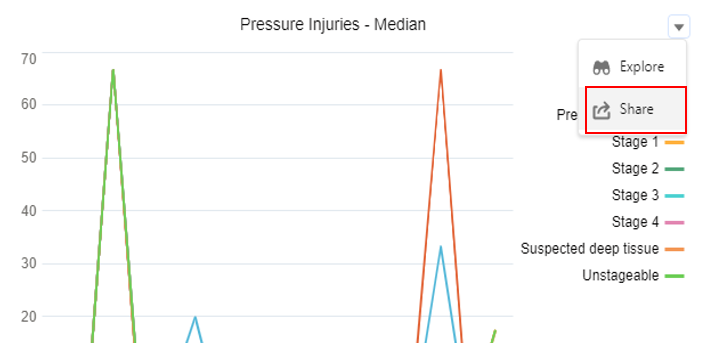 Pressure Injuries - Median
Explore
Share
Pre
Stage 1
Stage 2
Stage 3
Stage 4
Suspected deep tissue
Unstageable
70
60
50
40
30
20